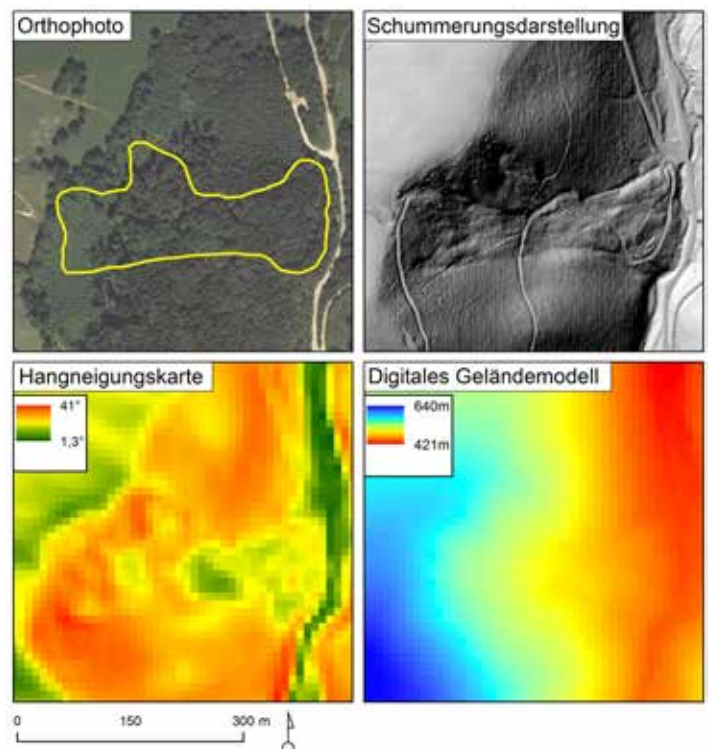 Orthophoto
Schummerungsdarstellung
Hangneigungskarte
41°
1,3°
Digitales Geländemodell
640m
421m
0 150 300 m